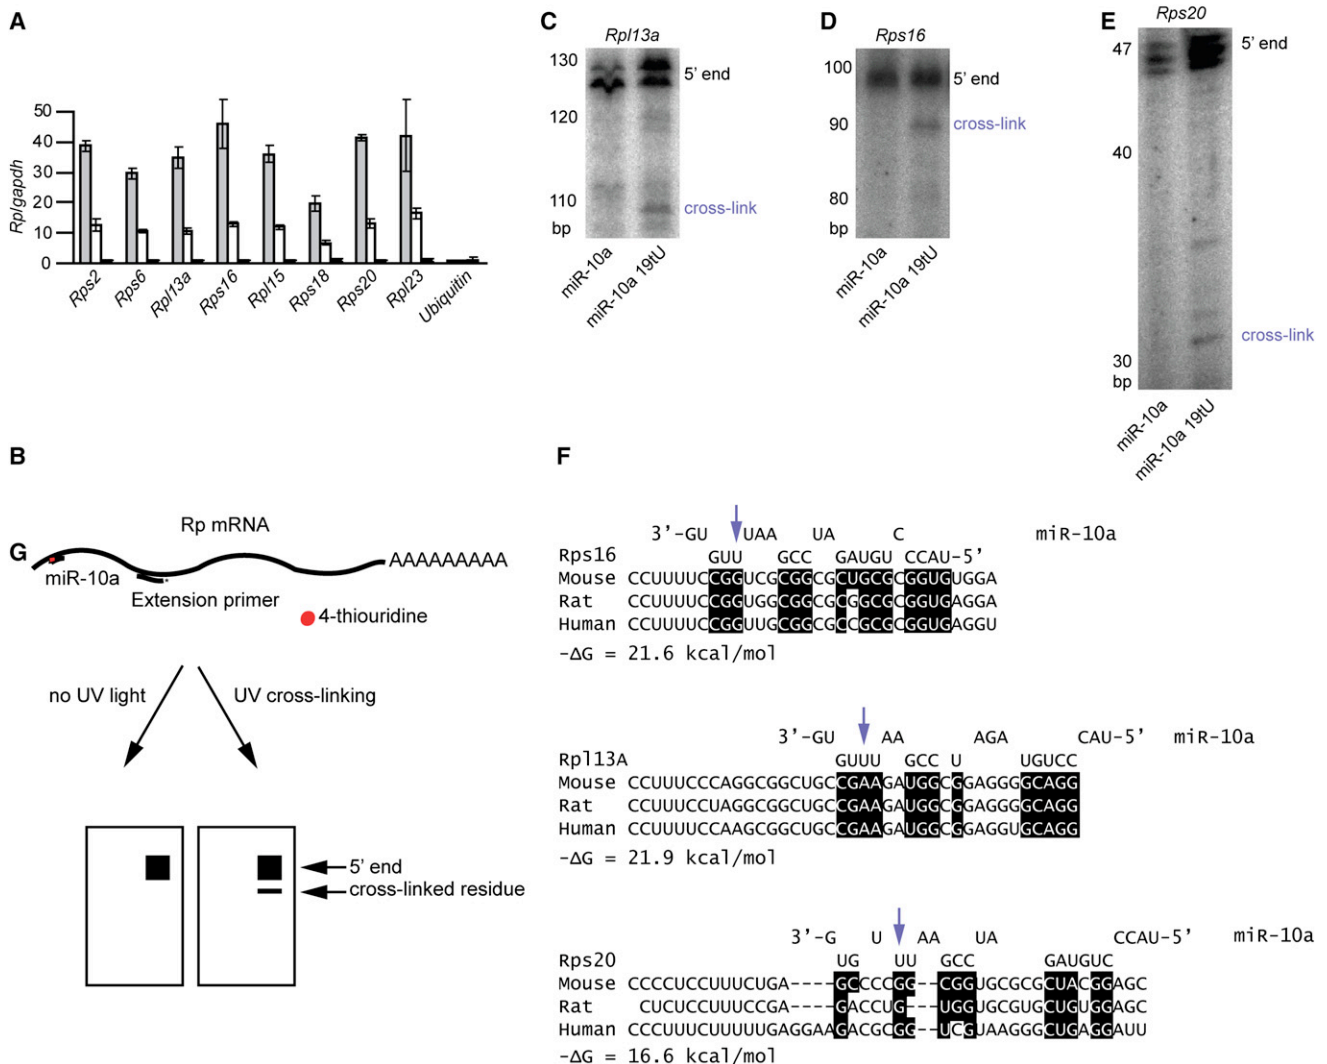 A
Rp/gapdh
50
40
30
20
10
0
Rps2
Rps6
Rpl13a
Rps16
Rpl15
Rps18
Rps20
Rpl23
Ubiquitin
C
Rpl13a
130
120
110
bp
5' end
cross-link
miR-10a
miR-10a 19tU
D
Rps16
100
90
80
bp
5' end
cross-link
miR-10a
miR-10a 19tU
E
Rps20
47
40
30
bp
5' end
cross-link
miR-10a
miR-10a 19tU
B
Rp mRNA
G
AAAAAAAAA
miR-10a
Extension primer
4-thiouridine
no UV light
UV cross-linking
5' end
cross-linked residue
F
3'-GU UAA UA C miR-10a
Rps16 GUU GCC GAUGU CCAU-5'
Mouse CCUUUUCCGGUCGCGGCGCUGCGCGGUGUGGA
Rat CCUUUUCCGGUGGCGGCGCGGCGCGGUGAGGA
Human CCUUUUCCGGUUGCGGCGCCGCGCGGUGAGGU
-ΔG = 21.6 kcal/mol
3'-GU AA AGA CAU-5' miR-10a
Rpl13A GUUU GCC U UGUCC
Mouse CCUUUCCCAGGCGGCUGCCGAAGAUGGCGGAGGGGCAGG
Rat CCUUUCCUAGGCGGCUGCCGAAGAUGGCGGAGGGGCAGG
Human CCUUUUCCAAGCGGCUGCCGAAGAUGGCGGAGGUGCAGG
-ΔG = 21.9 kcal/mol
3'-G U AA UA CCAU-5' miR-10a
Rps20 UG UU GCC GAUGUC
Mouse CCCCUCCUUUCUGA----GCCCCGG--CGGUGCGCGCUACGGAGC
Rat CUCUCCUUUCCGA----GACCUG---UGGUGCGUGCUGUGGAGC
Human CCCUUUCUUUUUGAGGAAGACGCGG--UCGUAAGGGCUGAGGAUU
-ΔG = 16.6 kcal/mol